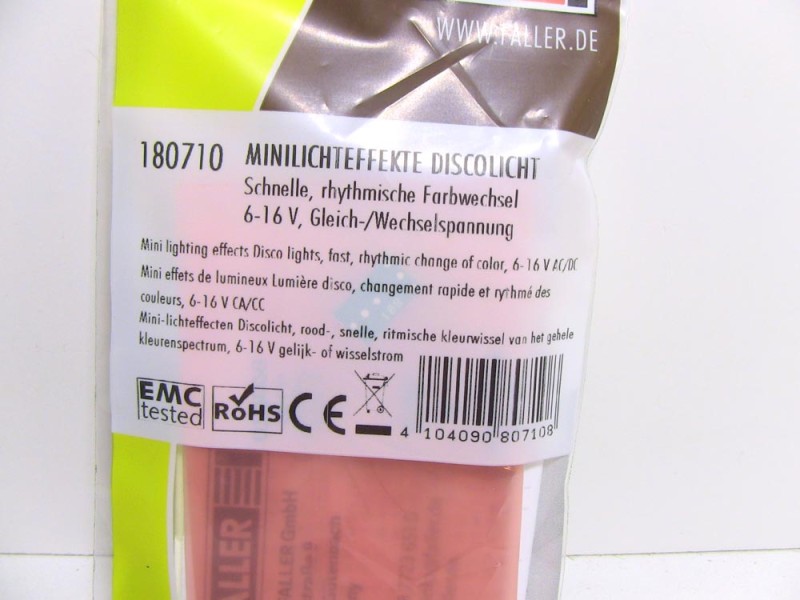 WWW.FALLER.DE
180710 MINILICHTEFFEKTE DISCOLICHT
Schnelle, rhythmische Farbwechsel
6-16 V, Gleich-/Wechselspannung
Mini lighting effects Disco lights, fast, rhythmic change of color, 6-16 V AC/DC
Mini effets de lumineux Lumière disco, changement rapide et rythmé des
couleurs, 6-16 V CA/CC
Mini-lichteffecten Discolicht, rood-, snelle, ritmische kleurwissel van het gehele
kleurenspectrum, 6-16 V gelijk- of wisselstrom
EMC
tested
RoHS
CE
4 104090 807108
FALLER
FALLER GmbH